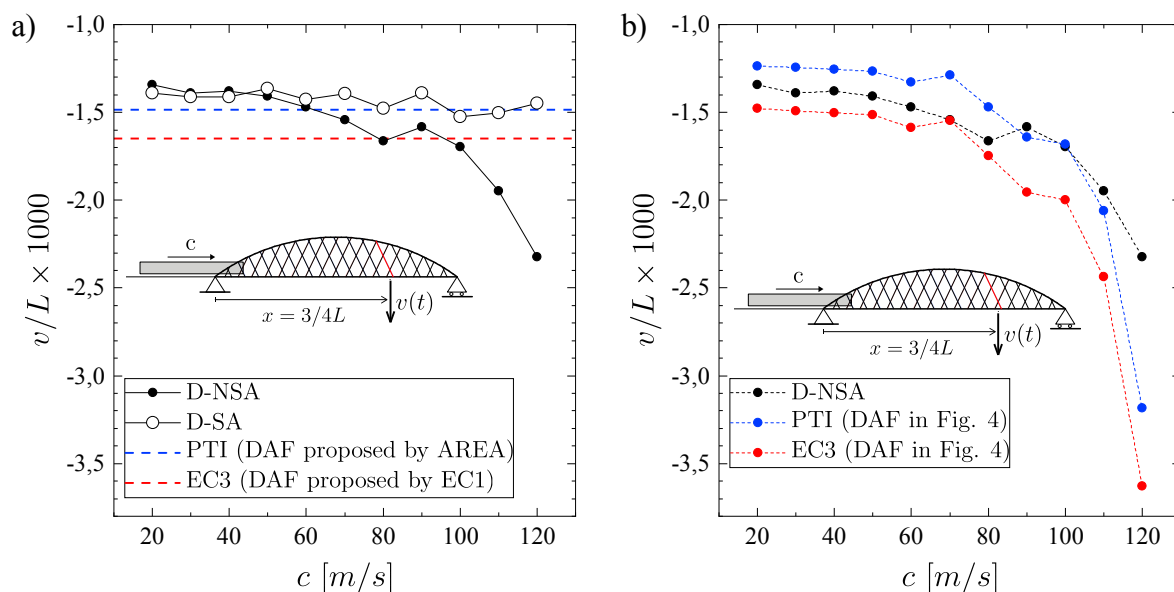 a)
-1,0
-1,5
-2,0
-2,5
-3,0
-3,5
v/L × 1000
c
x = 3/4L
v(t)
D-NSA
D-SA
PTI (DAF proposed by AREA)
EC3 (DAF proposed by EC1)
20 40 60 80 100 120
c [m/s]
b)
-1,0
-1,5
-2,0
-2,5
-3,0
-3,5
v/L × 1000
c
x = 3/4L
v(t)
D-NSA
PTI (DAF in Fig. 4)
EC3 (DAF in Fig. 4)
20 40 60 80 100 120
c [m/s]